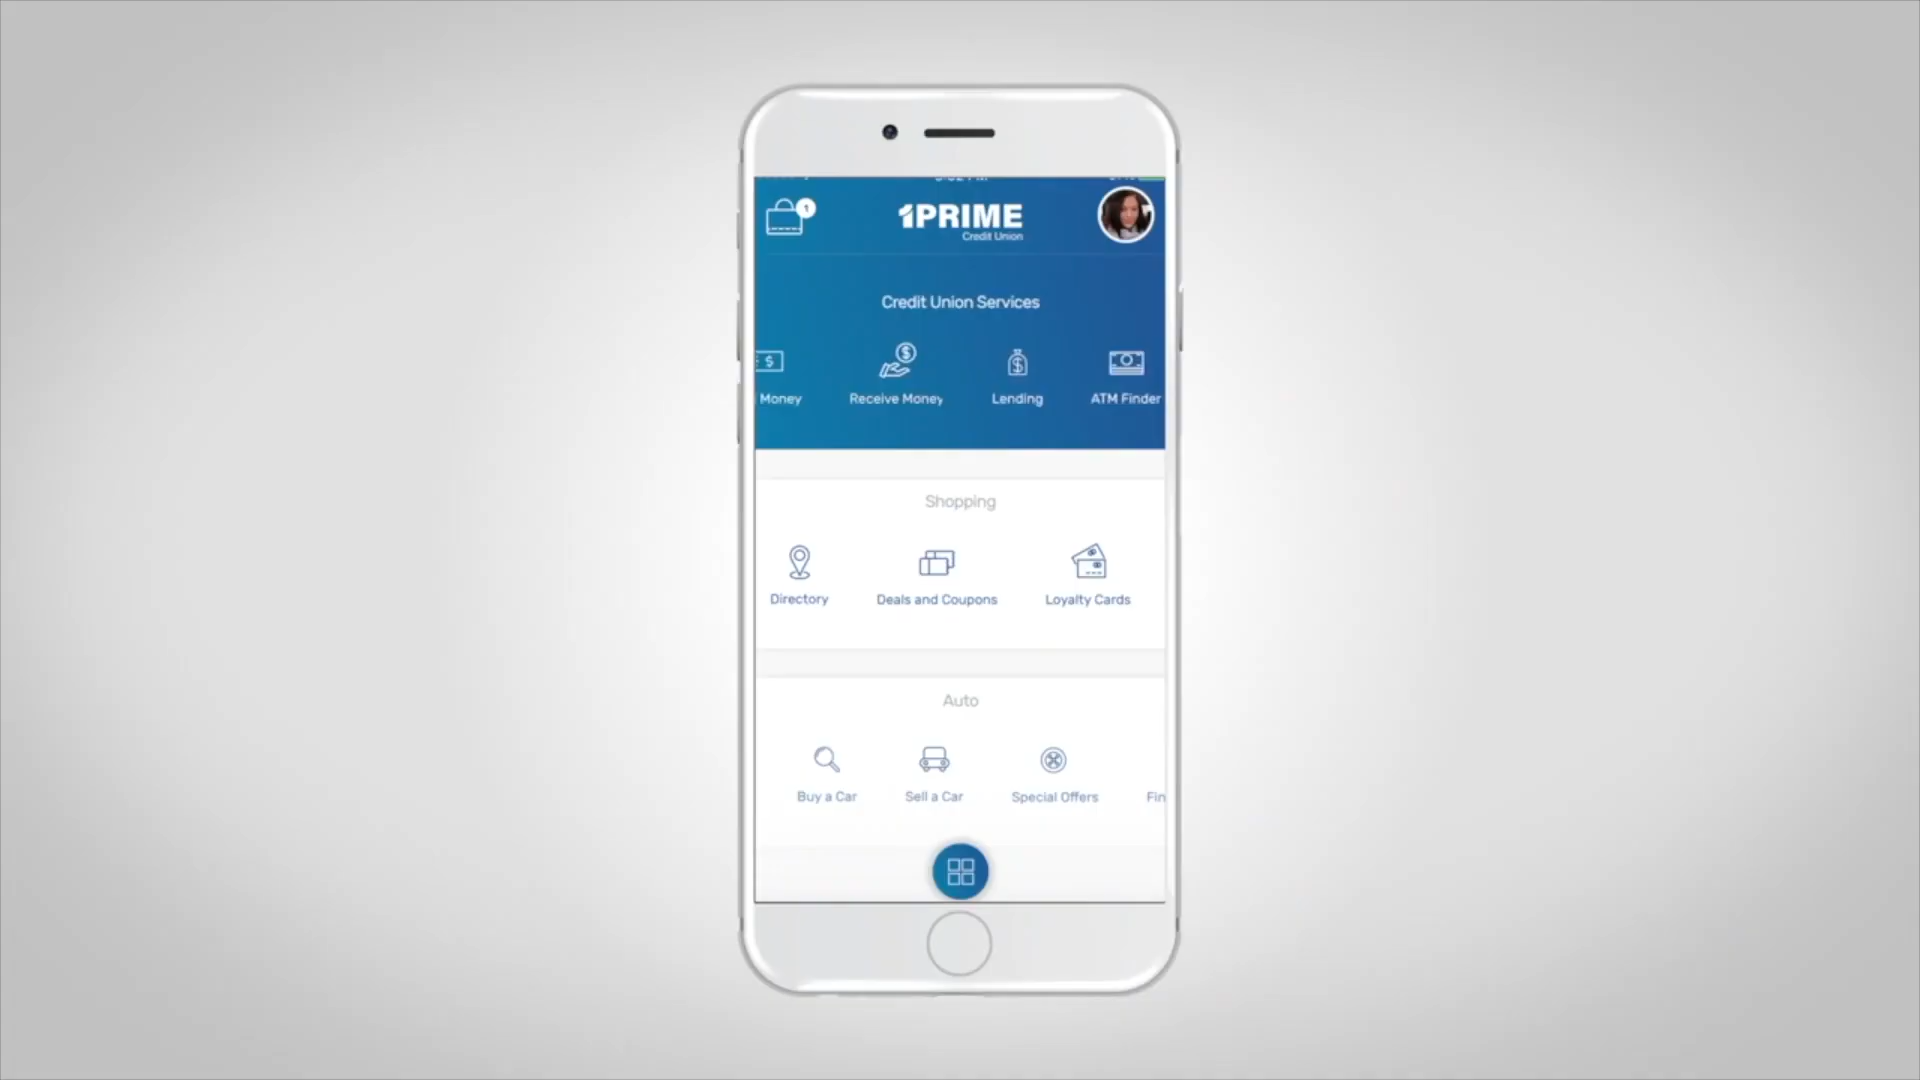 1
1PRIME
Credit Union
Credit Union Services
Money
Receive Money
Lending
ATM Finder
Shopping
Directory
Deals and Coupons
Loyalty Cards
Auto
Buy a Car
Sell a Car
Special Offers
Fin